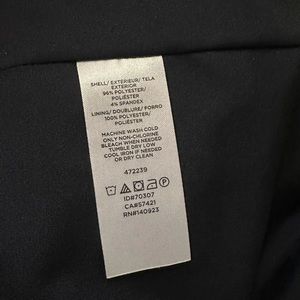 SHELL/ EXTERIEUR/ TELA
EXTERIOR
96% POLYESTER/
POLIÉSTER
4% SPANDEX
LINING/ DOUBLURE/ FORRO
100% POLYESTER/
POLIÉSTER
MACHINE WASH COLD
ONLY NON-CHLORINE
BLEACH WHEN NEEDED
TUMBLE DRY LOW
COOL IRON IF NEEDED
OR DRY CLEAN
472239
ID#70307
CA#57421
RN#140923